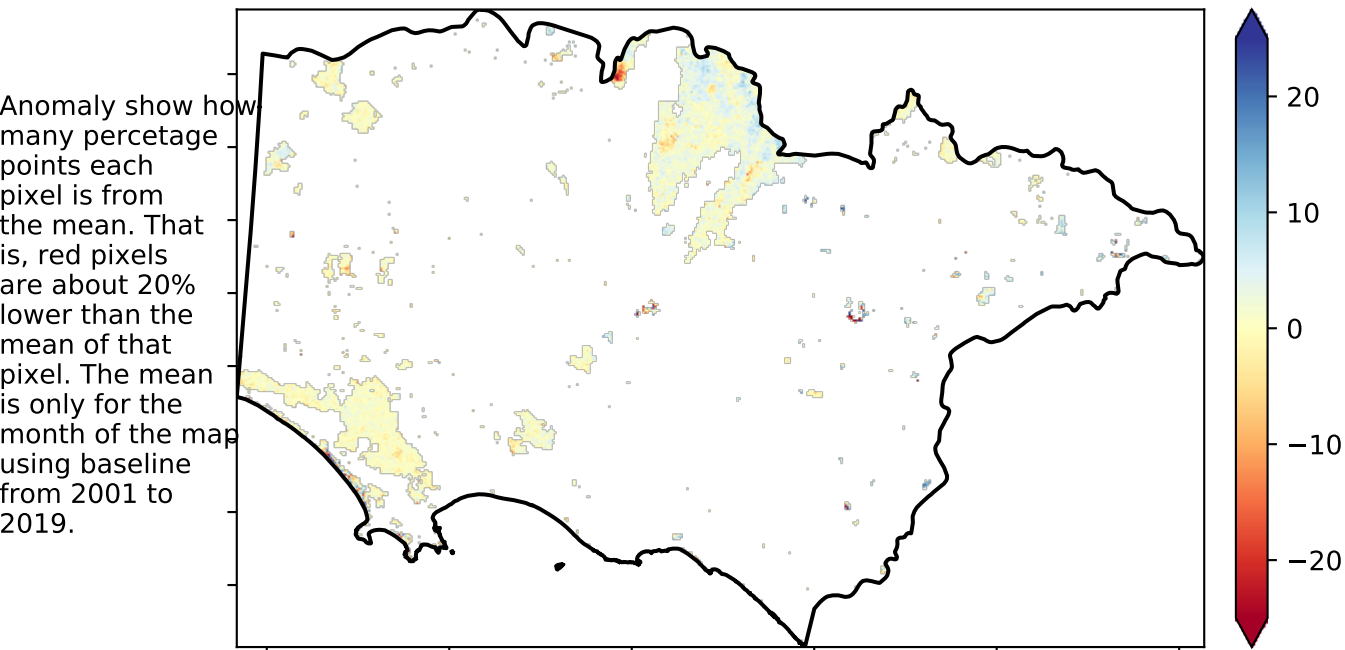 Anomaly show how
many percetage
points each
pixel is from
the mean. That
is, red pixels
are about 20%
lower than the
mean of that
pixel. The mean
is only for the
month of the map
using baseline
from 2001 to
2019.
20
10
0
−10
−20